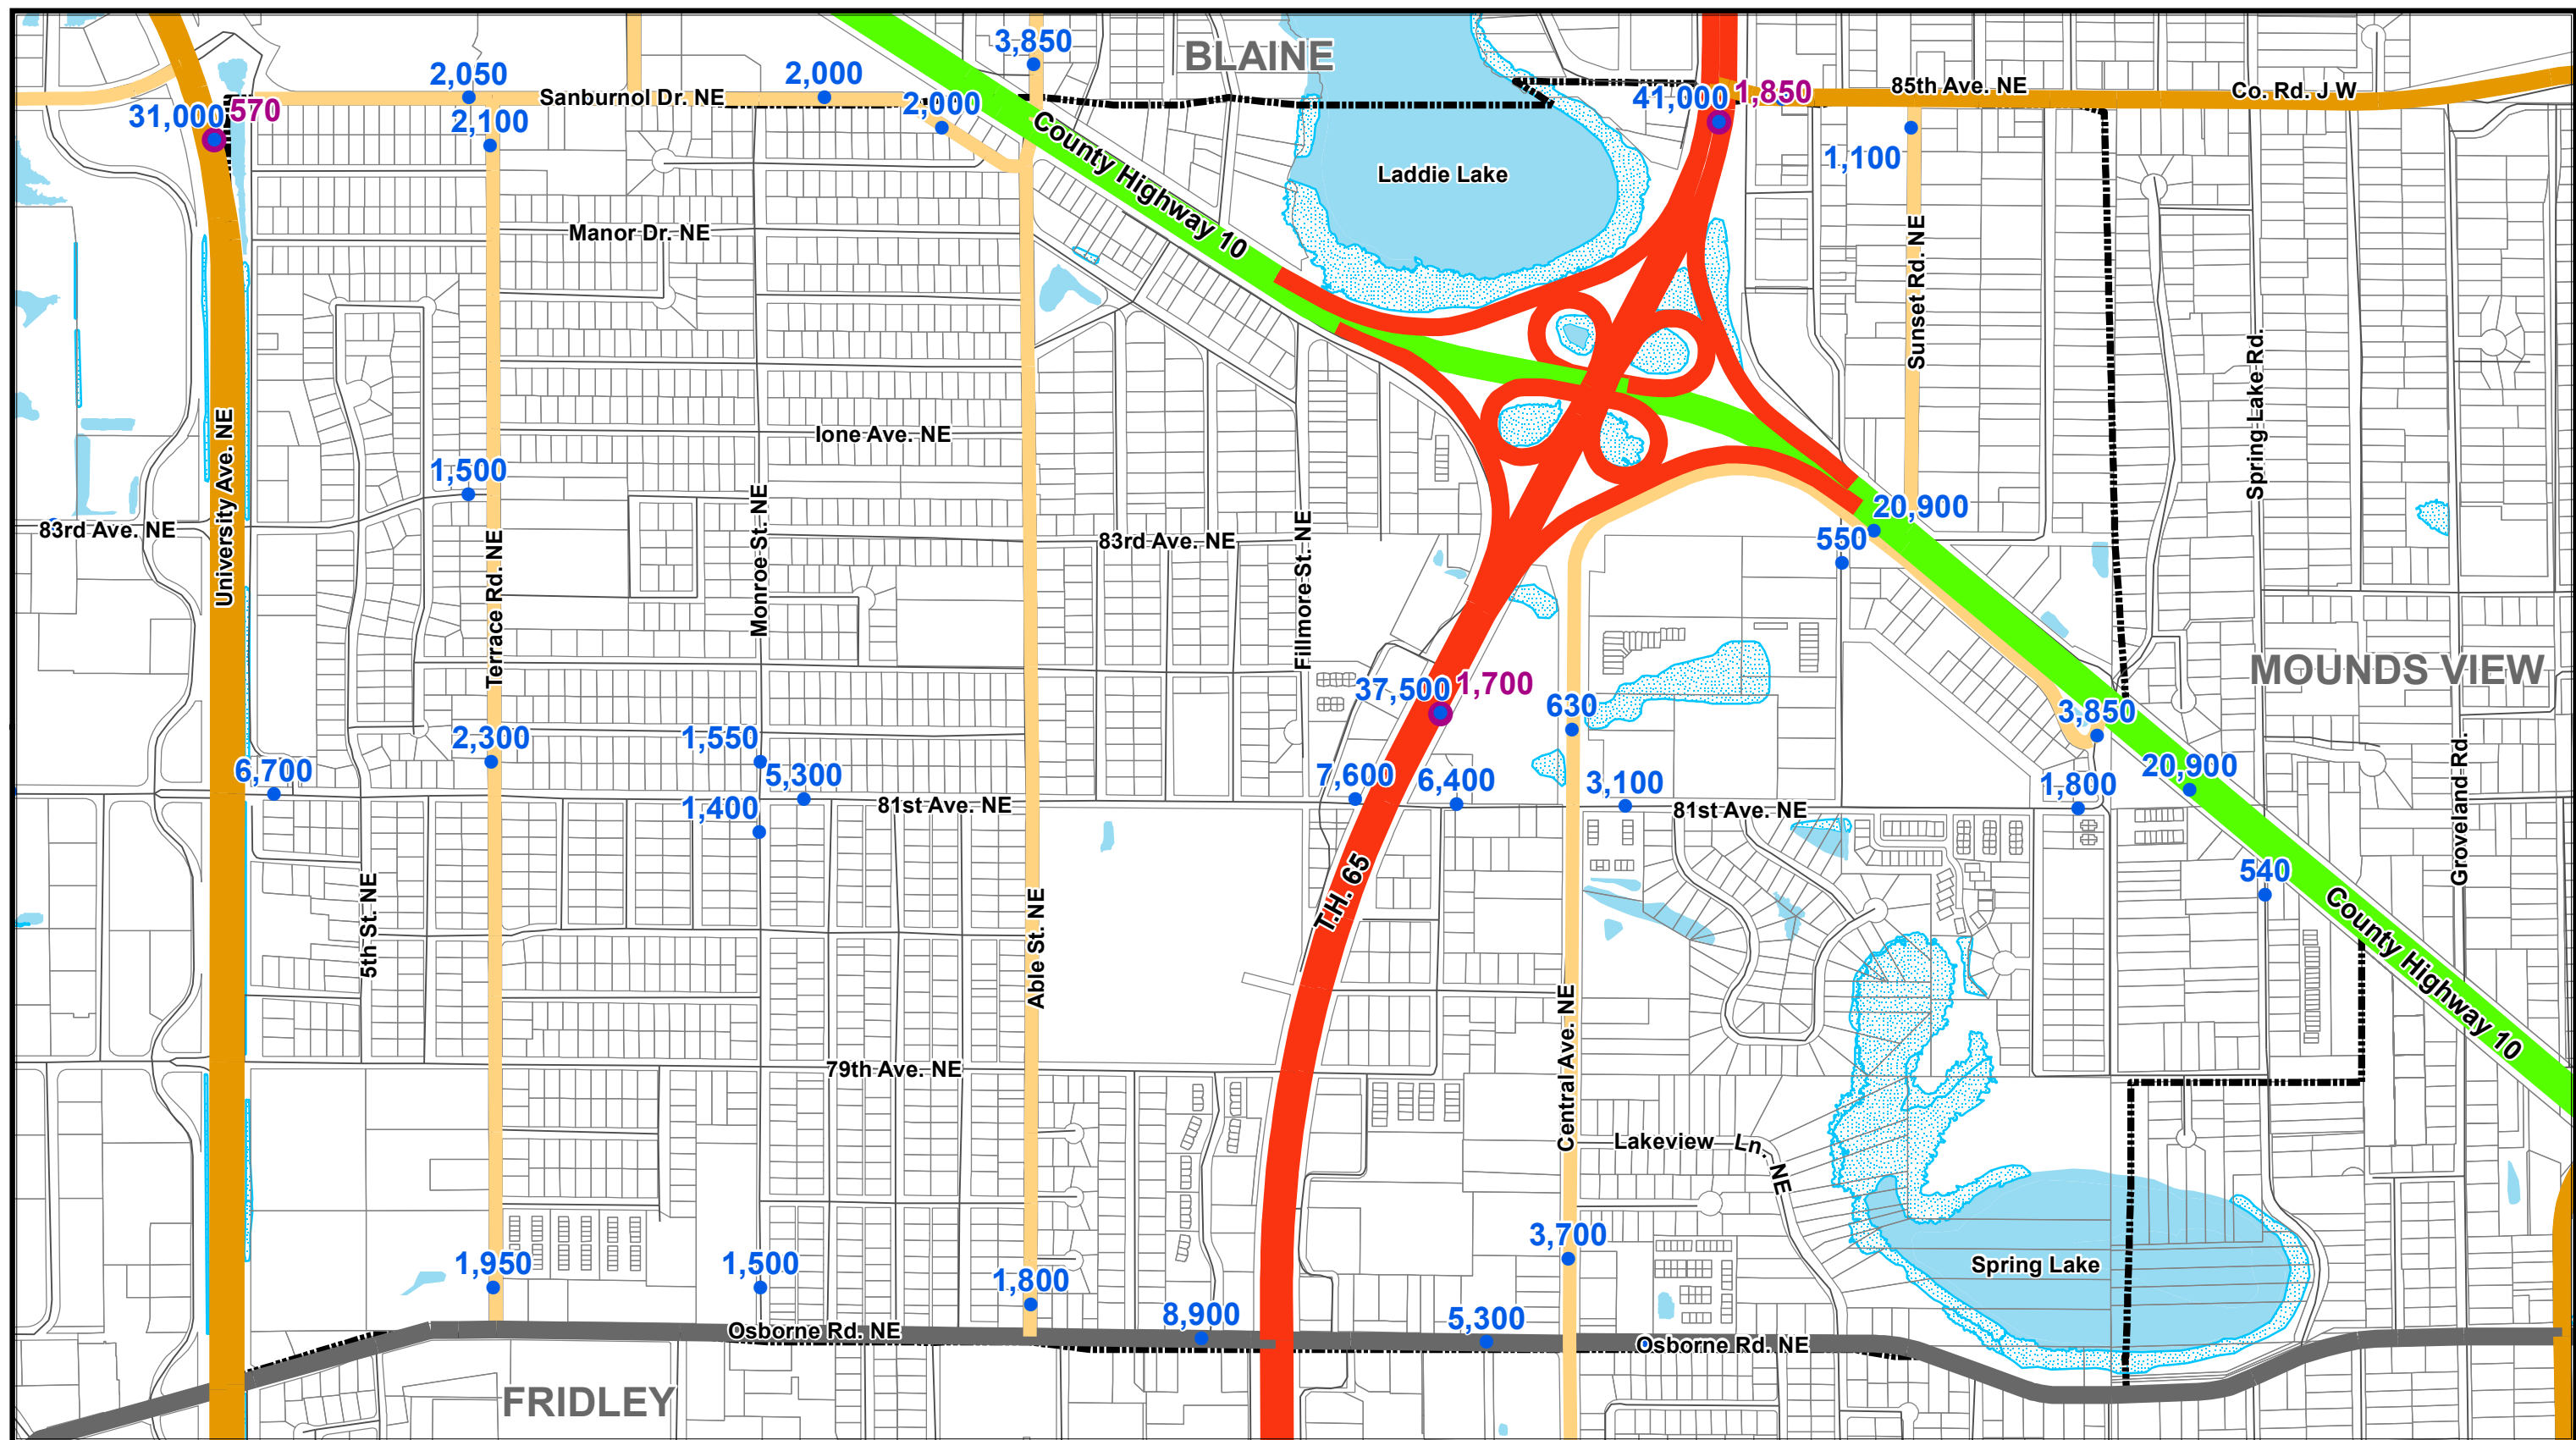 3,850
BLAINE
2,050
2,000
Sanburnol Dr. NE
2,000
31,000
570
2,100
41,000
1,850
85th Ave. NE
Co. Rd. J W
County Highway 10
Laddie Lake
1,100
Manor Dr. NE
Sunset Rd. NE
Spring Lake Rd.
Ione Ave. NE
1,500
University Ave. NE
83rd Ave. NE
Terrace Rd. NE
Monroe St. NE
83rd Ave. NE
Fillmore St. NE
20,900
550
MOUNDS VIEW
37,500
1,700
630
3,850
2,300
1,550
6,700
5,300
7,600
6,400
3,100
1,800
20,900
1,400
81st Ave. NE
81st Ave. NE
Groveland Rd.
T.H. 65
540
5th St. NE
Able St. NE
County Highway 10
Central Ave. NE
79th Ave. NE
Lakeview Ln. NE
1,950
1,500
1,800
3,700
Spring Lake
8,900
5,300
Osborne Rd. NE
Osborne Rd. NE
FRIDLEY